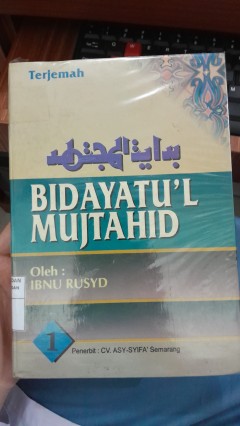 Terjemah
بداية المجتهد
BIDAYATU'L
MUJTAHID
Oleh :
IBNU RUSYD
1
Penerbit : CV. ASY-SYIFA' Semarang